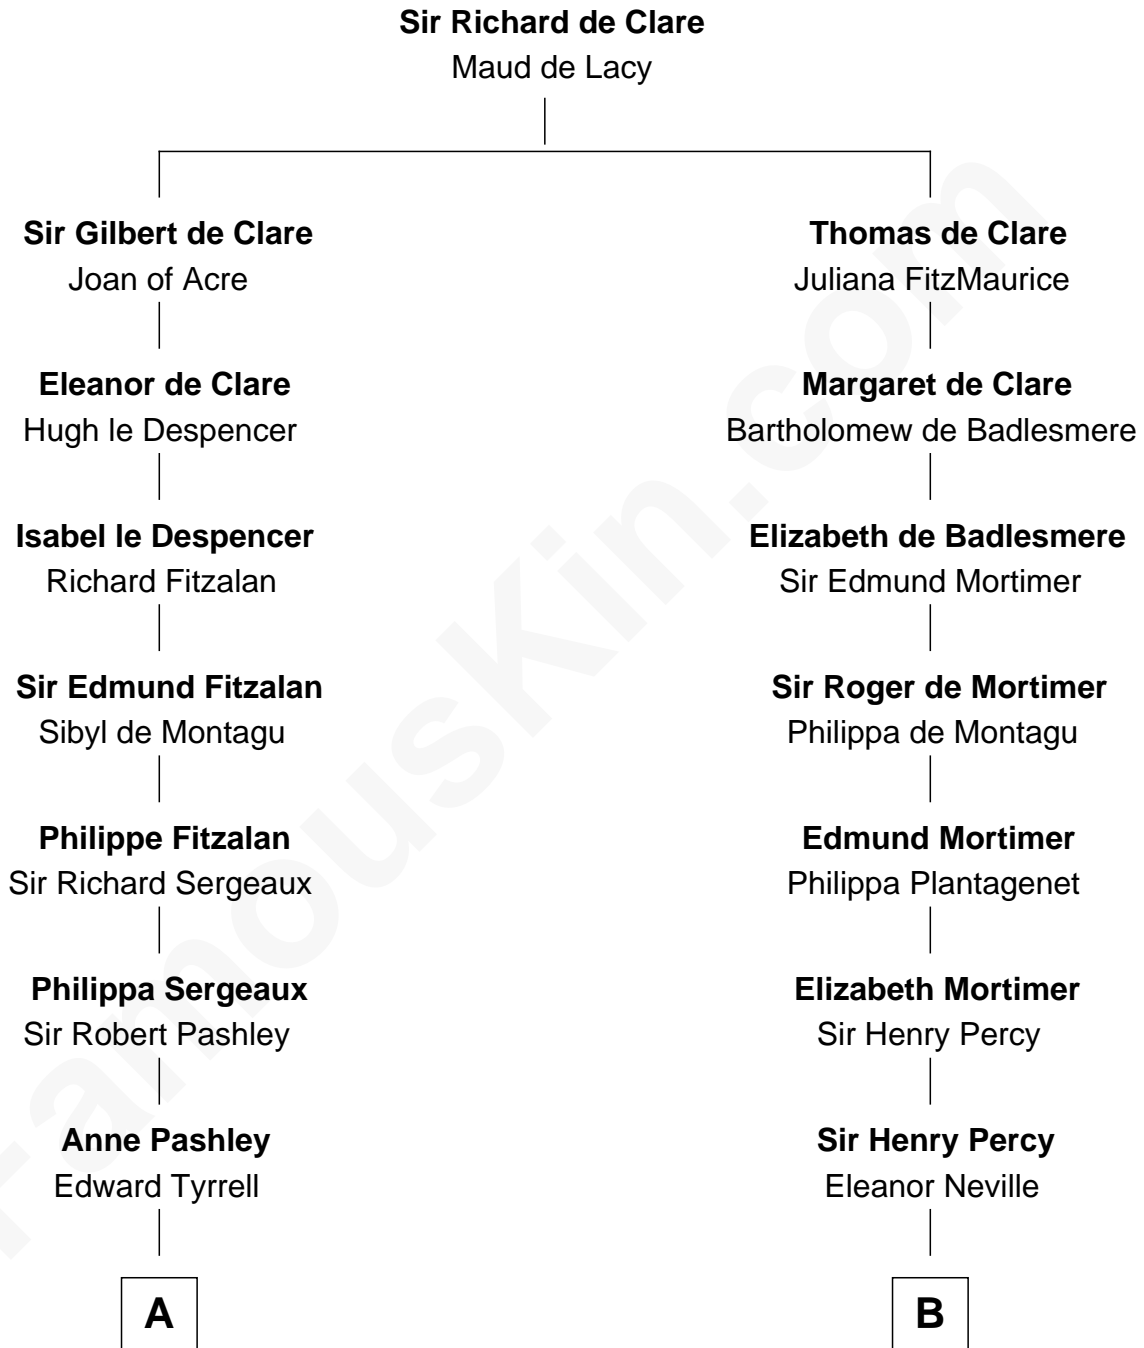 Sir Richard de Clare
Maud de Lacy
Sir Gilbert de Clare
Joan of Acre
Thomas de Clare
Juliana FitzMaurice
Eleanor de Clare
Hugh le Despencer
Margaret de Clare
Bartholomew de Badlesmere
Isabel le Despencer
Richard Fitzalan
Elizabeth de Badlesmere
Sir Edmund Mortimer
Sir Edmund Fitzalan
Sibyl de Montagu
Sir Roger de Mortimer
Philippa de Montagu
Philippe Fitzalan
Sir Richard Sergeaux
Edmund Mortimer
Philippa Plantagenet
Philippa Sergeaux
Sir Robert Pashley
Elizabeth Mortimer
Sir Henry Percy
Anne Pashley
Edward Tyrrell
Sir Henry Percy
Eleanor Neville
A
B
FamousKin.com